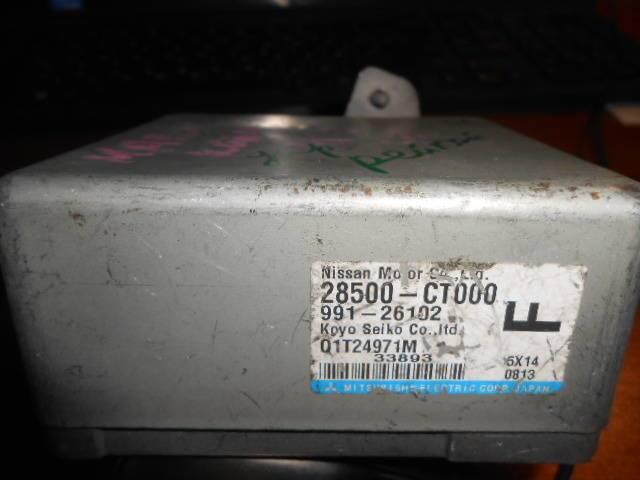 Nissan Motor Co.,Ltd.
28500-CT000
991-26102
F
Koyo Seiko Co.,ltd.
Q1T24971M
33893
5X14
0813
MITSUBISHI ELECTRIC CORP. JAPAN